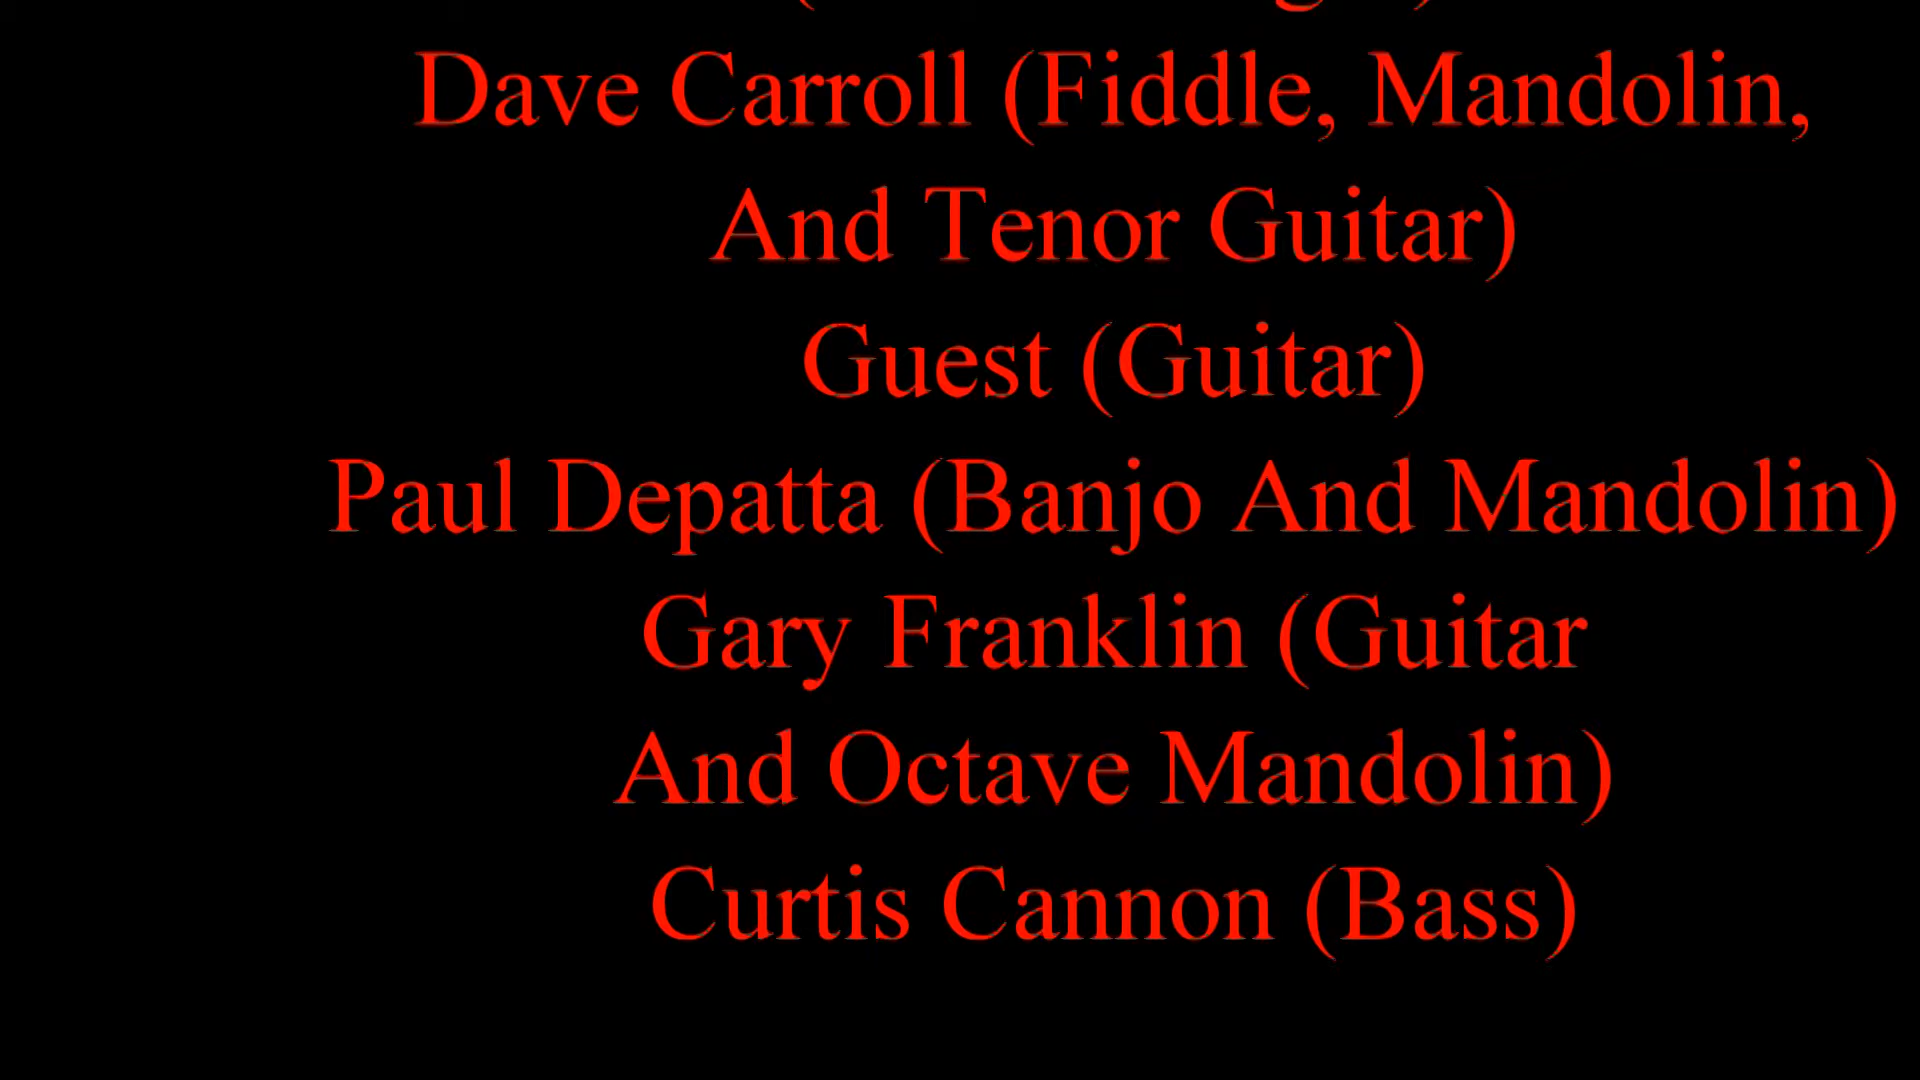 Dave Carroll (Fiddle, Mandolin,
And Tenor Guitar)
Guest (Guitar)
Paul Depatta (Banjo And Mandolin)
Gary Franklin (Guitar
And Octave Mandolin)
Curtis Cannon (Bass)